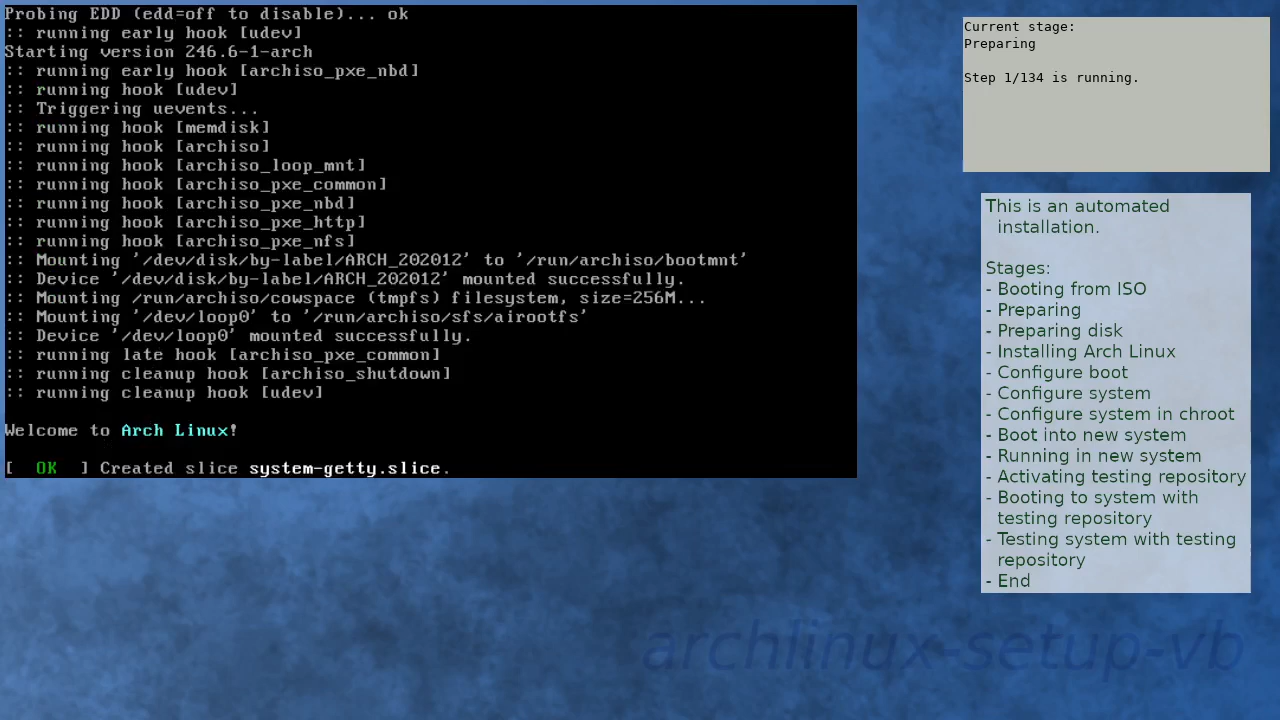 Probing EDD (edd=off to disable)... ok
:: running early hook [udev]
Starting version 246.6-1-arch
:: running early hook [archiso_pxe_nbd]
:: running hook [udev]
:: Triggering uevents...
:: running hook [memdisk]
:: running hook [archiso]
:: running hook [archiso_loop_mnt]
:: running hook [archiso_pxe_common]
:: running hook [archiso_pxe_nbd]
:: running hook [archiso_pxe_http]
:: running hook [archiso_pxe_nfs]
:: Mounting '/dev/disk/by-label/ARCH_202012' to '/run/archiso/bootmnt'
:: Device '/dev/disk/by-label/ARCH_202012' mounted successfully.
:: Mounting /run/archiso/cowspace (tmpfs) filesystem, size=256M...
:: Mounting '/dev/loop0' to '/run/archiso/sfs/airootfs'
:: Device '/dev/loop0' mounted successfully.
:: running late hook [archiso_pxe_common]
:: running cleanup hook [archiso_shutdown]
:: running cleanup hook [udev]
Welcome to Arch Linux!
[  OK  ] Created slice system-getty.slice.
Current stage:
Preparing
Step 1/134 is running.
This is an automated
installation.
Stages:
- Booting from ISO
- Preparing
- Preparing disk
- Installing Arch Linux
- Configure boot
- Configure system
- Configure system in chroot
- Boot into new system
- Running in new system
- Activating testing repository
- Booting to system with
testing repository
- Testing system with testing
repository
- End
archlinux-setup-vb